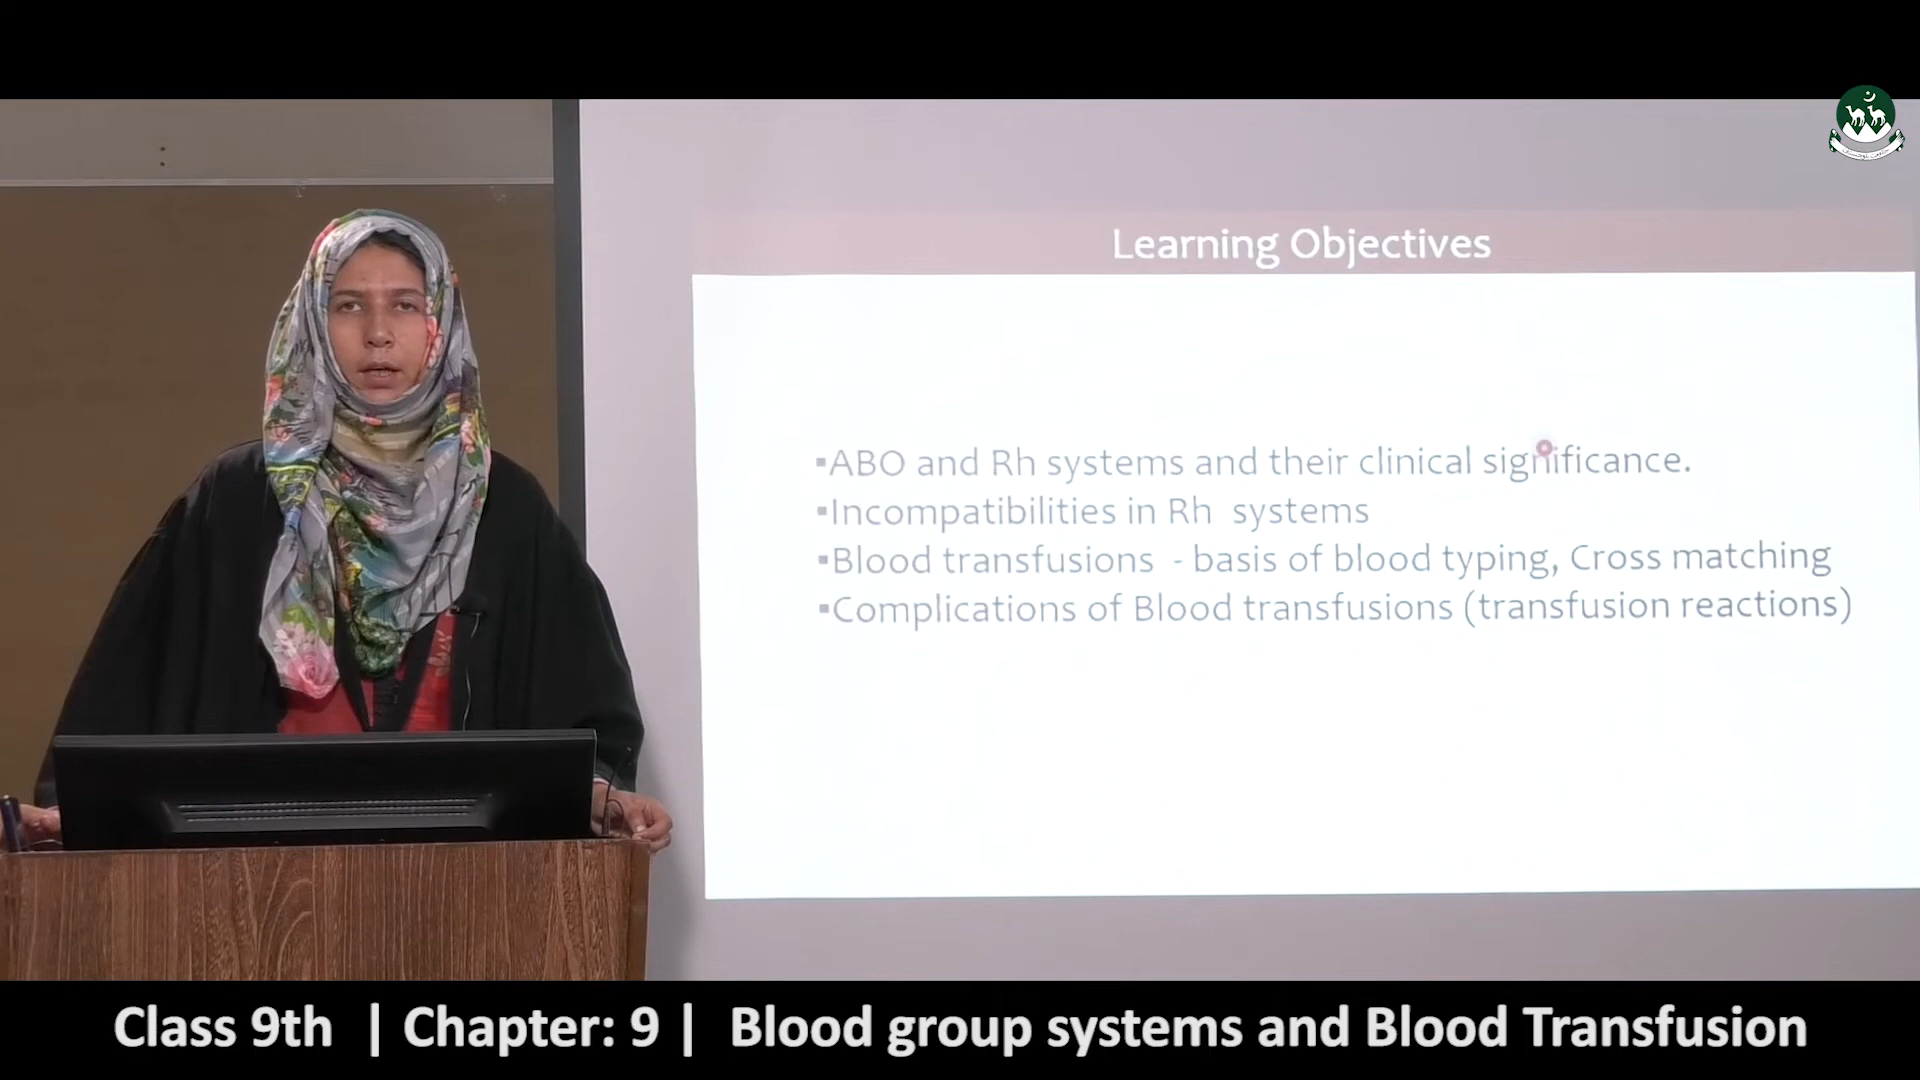 Learning Objectives
▪ABO and Rh systems and their clinical significance.
▪Incompatibilities in Rh systems
▪Blood transfusions - basis of blood typing, Cross matching
▪Complications of Blood transfusions (transfusion reactions)
Class 9th | Chapter: 9 | Blood group systems and Blood Transfusion